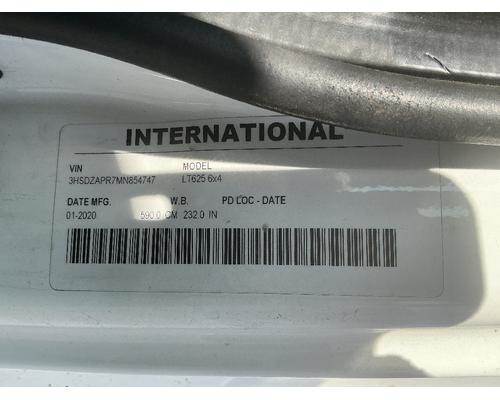 INTERNATIONAL
VIN MODEL
3HSDZAPR7MN854747 LT625 6x4
DATE MFG. W.B. PD LOC - DATE
01-2020 590.0 CM 232.0 IN